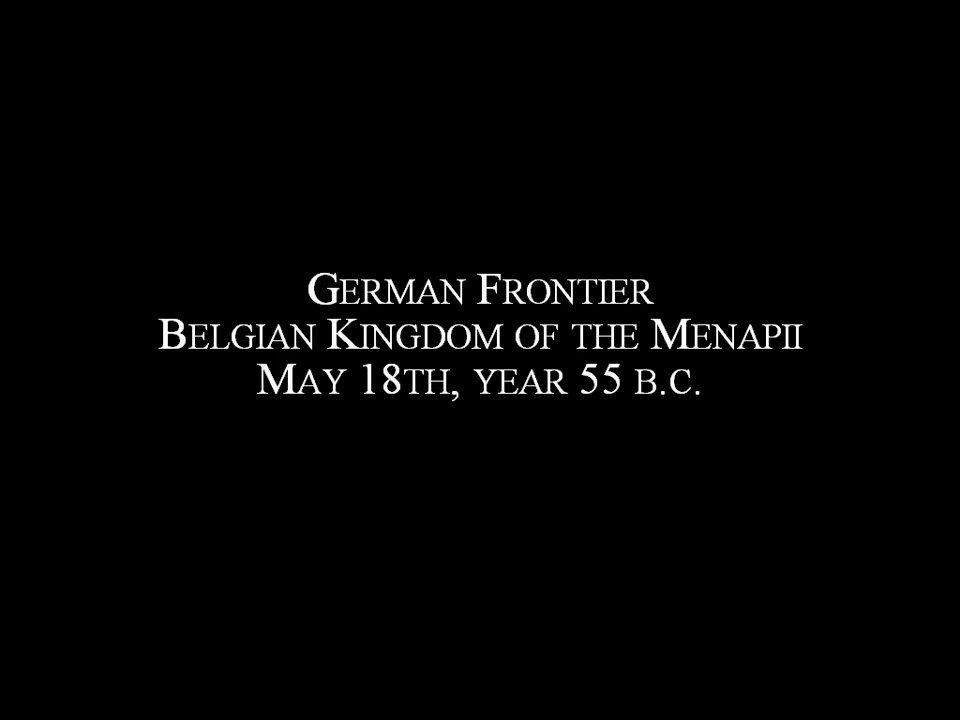 German Frontier
Belgian Kingdom of the Menapii
May 18th, year 55 b.c.